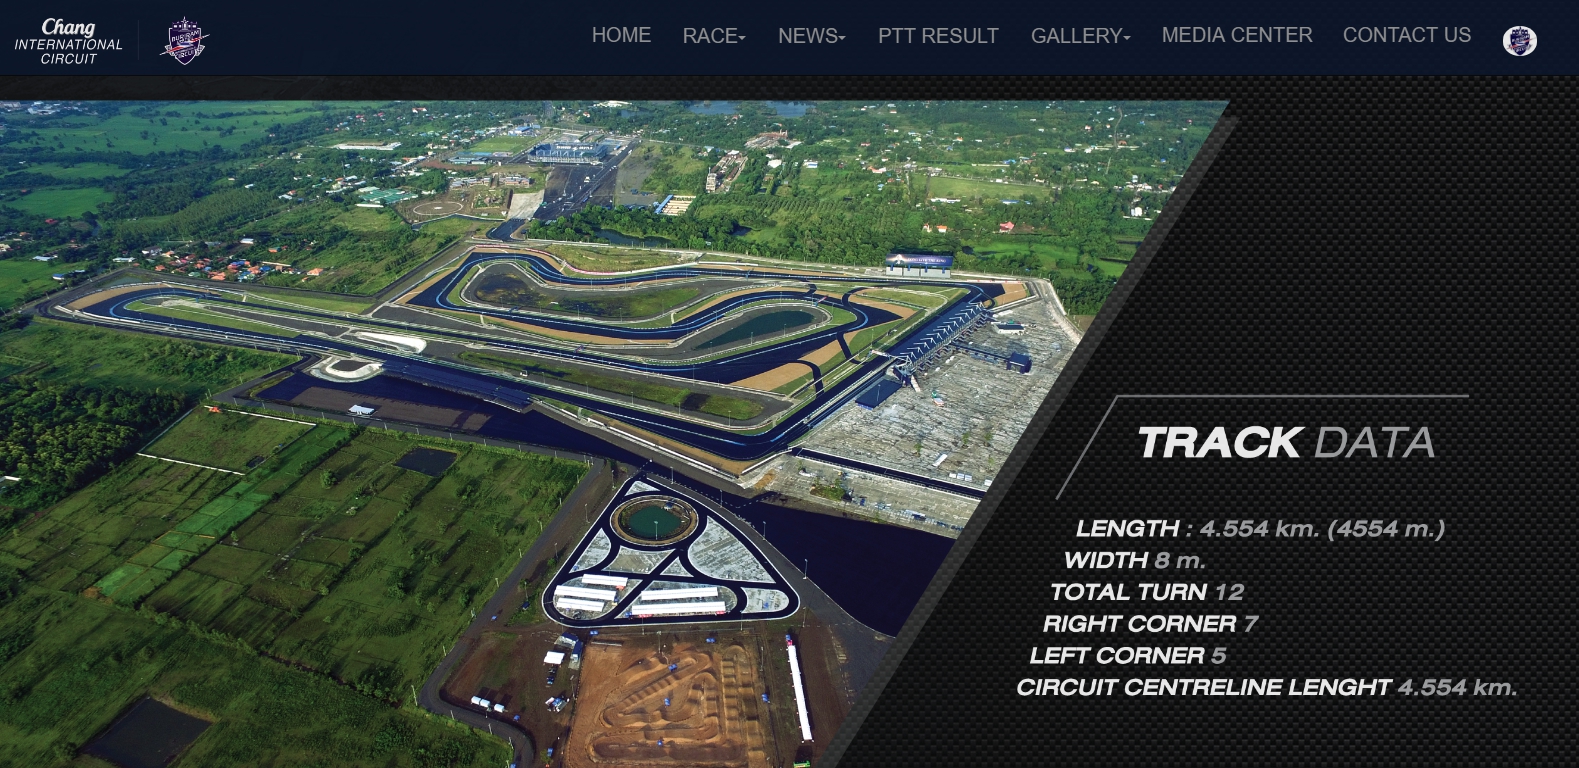 Chang
INTERNATIONAL
CIRCUIT
HOME RACE NEWS PTT RESULT GALLERY MEDIA CENTER CONTACT US
TRACK DATA
LENGTH : 4.554 km. (4554 m.)
WIDTH 8 m.
TOTAL TURN 12
RIGHT CORNER 7
LEFT CORNER 5
CIRCUIT CENTRELINE LENGHT 4.554 km.